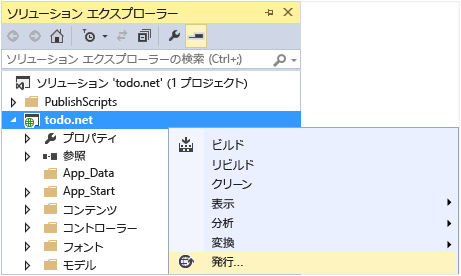 ソリューション エクスプローラー
ソリューション エクスプローラーの検索 (Ctrl+;)
ソリューション 'todo.net' (1 プロジェクト)
PublishScripts
todo.net
プロパティ
参照
App_Data
App_Start
コンテンツ
コントローラー
フォント
モデル
ビルド
リビルド
クリーン
表示
分析
変換
発行...